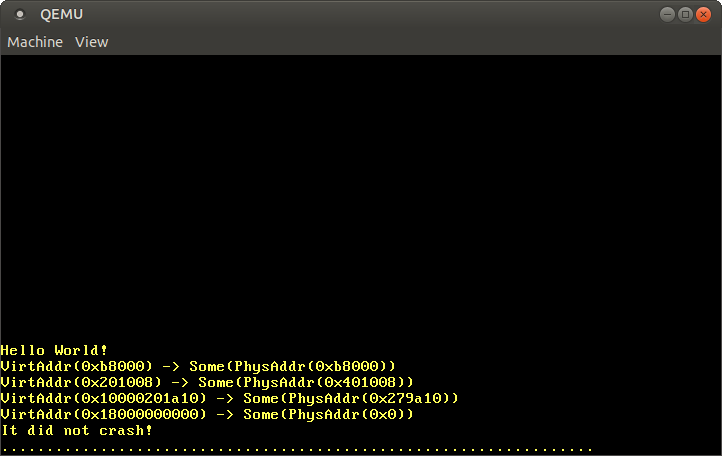 QEMU
Machine View
Hello World!
VirtAddr(0xb8000) -> Some(PhysAddr(0xb8000))
VirtAddr(0x201008) -> Some(PhysAddr(0x401008))
VirtAddr(0x10000201a10) -> Some(PhysAddr(0x279a10))
VirtAddr(0x18000000000) -> Some(PhysAddr(0x0))
It did not crash!
..................................................................